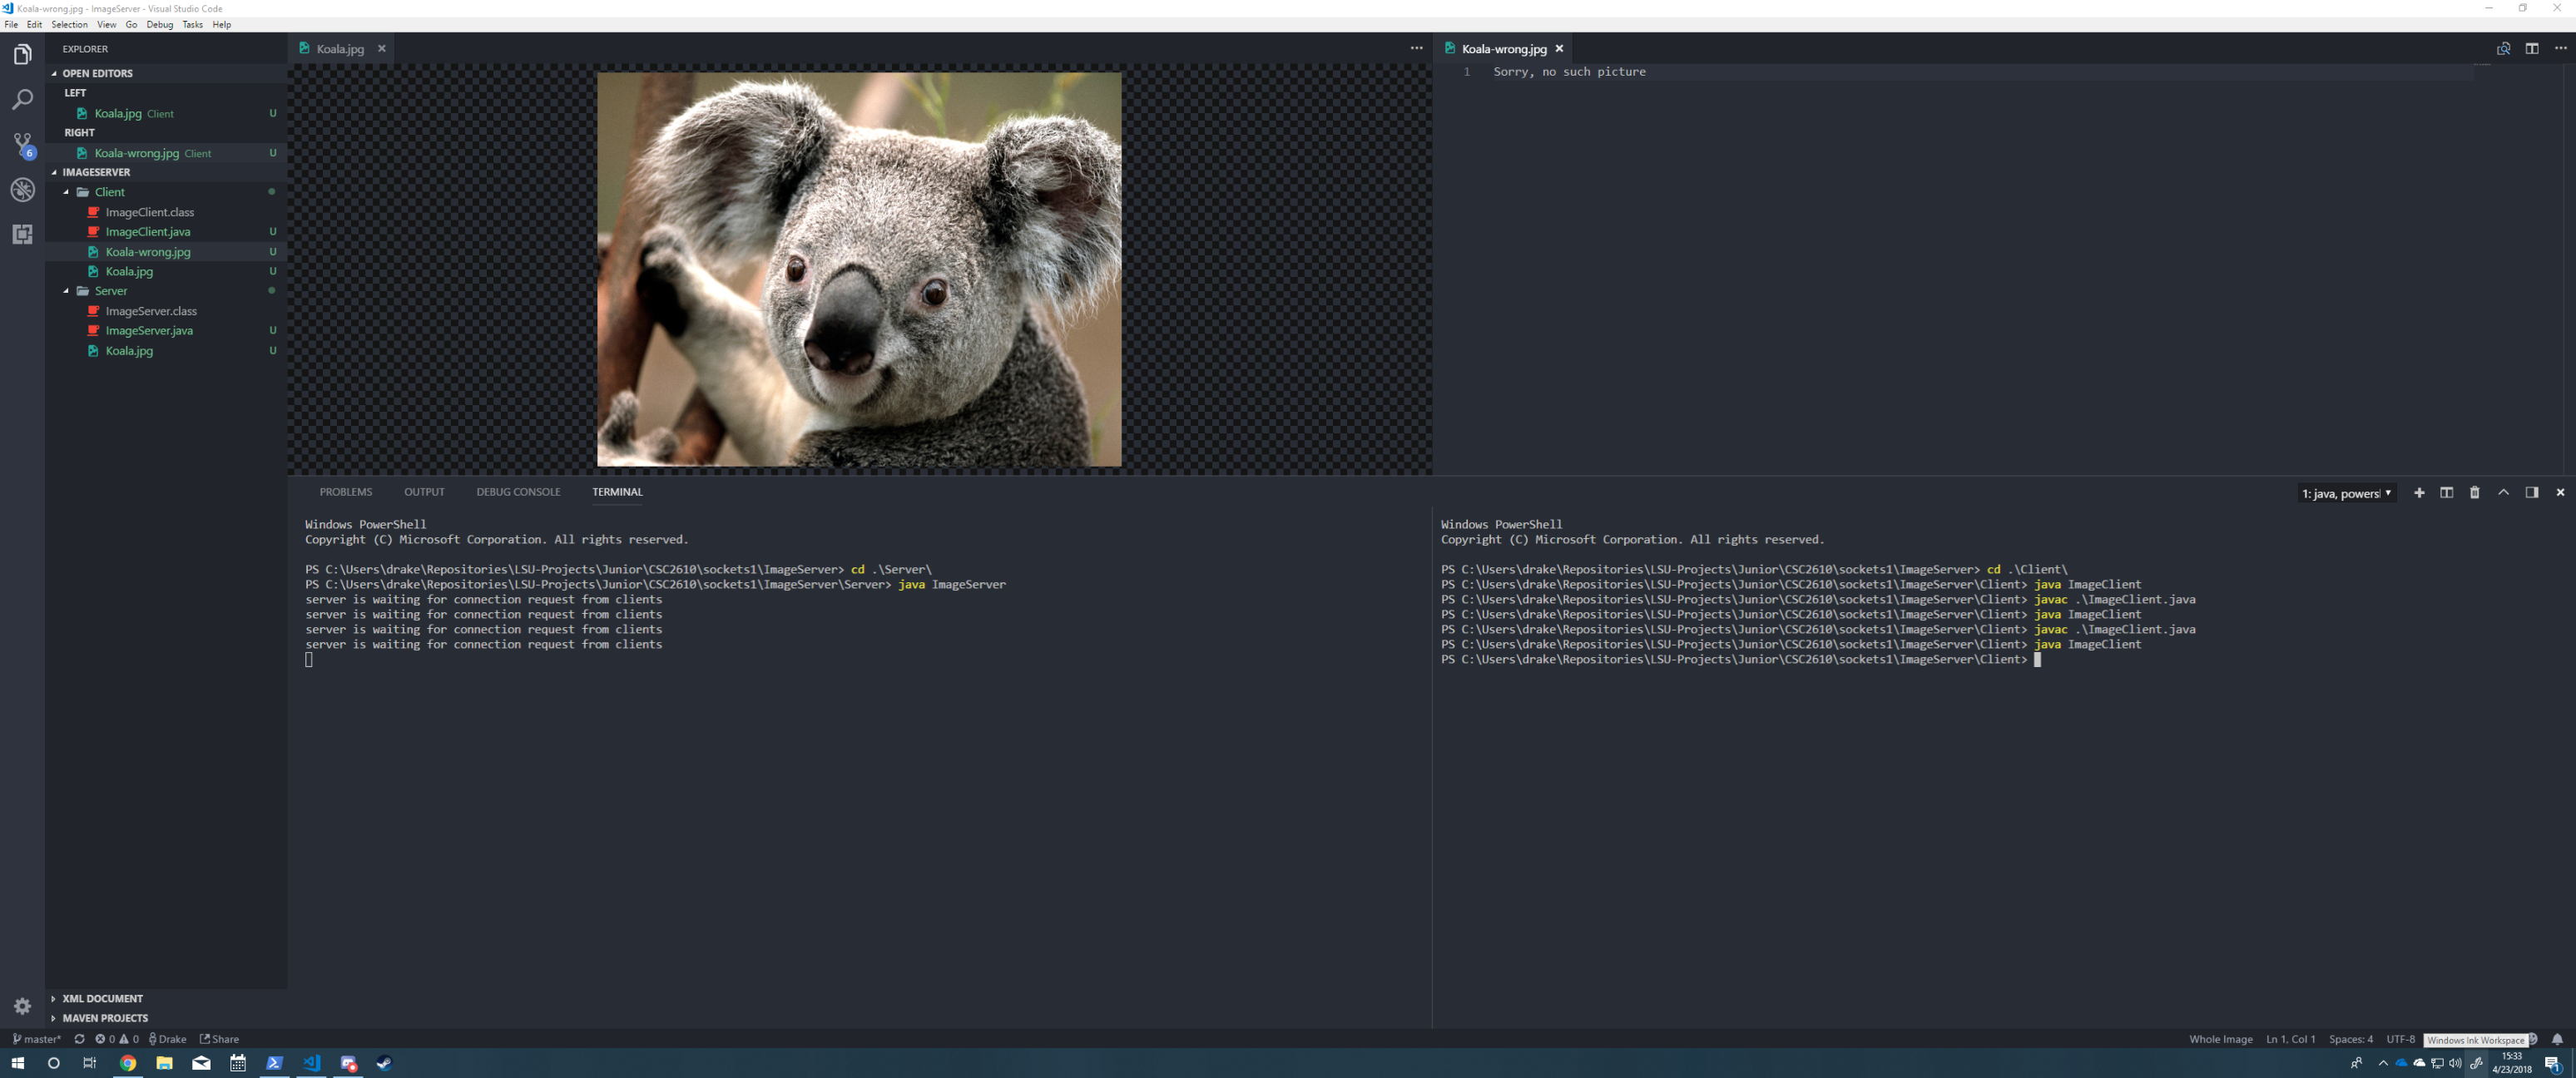 Koala-wrong.jpg - ImageServer - Visual Studio Code
File Edit Selection View Go Debug Tasks Help
EXPLORER
OPEN EDITORS
LEFT
Koala.jpg Client U
RIGHT
Koala-wrong.jpg Client U
IMAGESERVER
Client
ImageClient.class
ImageClient.java U
Koala-wrong.jpg U
Koala.jpg U
Server
ImageServer.class
ImageServer.java U
Koala.jpg U
6
XML DOCUMENT
MAVEN PROJECTS
Koala.jpg
Koala-wrong.jpg
1 Sorry, no such picture
PROBLEMS OUTPUT DEBUG CONSOLE TERMINAL
1: java, powers
Windows PowerShell
Copyright (C) Microsoft Corporation. All rights reserved.
PS C:\Users\drake\Repositories\LSU-Projects\Junior\CSC2610\sockets1\ImageServer> cd .\Server\
PS C:\Users\drake\Repositories\LSU-Projects\Junior\CSC2610\sockets1\ImageServer\Server> java ImageServer
server is waiting for connection request from clients
server is waiting for connection request from clients
server is waiting for connection request from clients
server is waiting for connection request from clients
Windows PowerShell
Copyright (C) Microsoft Corporation. All rights reserved.
PS C:\Users\drake\Repositories\LSU-Projects\Junior\CSC2610\sockets1\ImageServer> cd .\Client\
PS C:\Users\drake\Repositories\LSU-Projects\Junior\CSC2610\sockets1\ImageServer\Client> java ImageClient
PS C:\Users\drake\Repositories\LSU-Projects\Junior\CSC2610\sockets1\ImageServer\Client> javac .\ImageClient.java
PS C:\Users\drake\Repositories\LSU-Projects\Junior\CSC2610\sockets1\ImageServer\Client> java ImageClient
PS C:\Users\drake\Repositories\LSU-Projects\Junior\CSC2610\sockets1\ImageServer\Client> javac .\ImageClient.java
PS C:\Users\drake\Repositories\LSU-Projects\Junior\CSC2610\sockets1\ImageServer\Client> java ImageClient
PS C:\Users\drake\Repositories\LSU-Projects\Junior\CSC2610\sockets1\ImageServer\Client>
master* 0 0 Drake Share
Whole Image Ln 1, Col 1 Spaces: 4 UTF-8
Windows Ink Workspace
15:33
4/23/2018
1